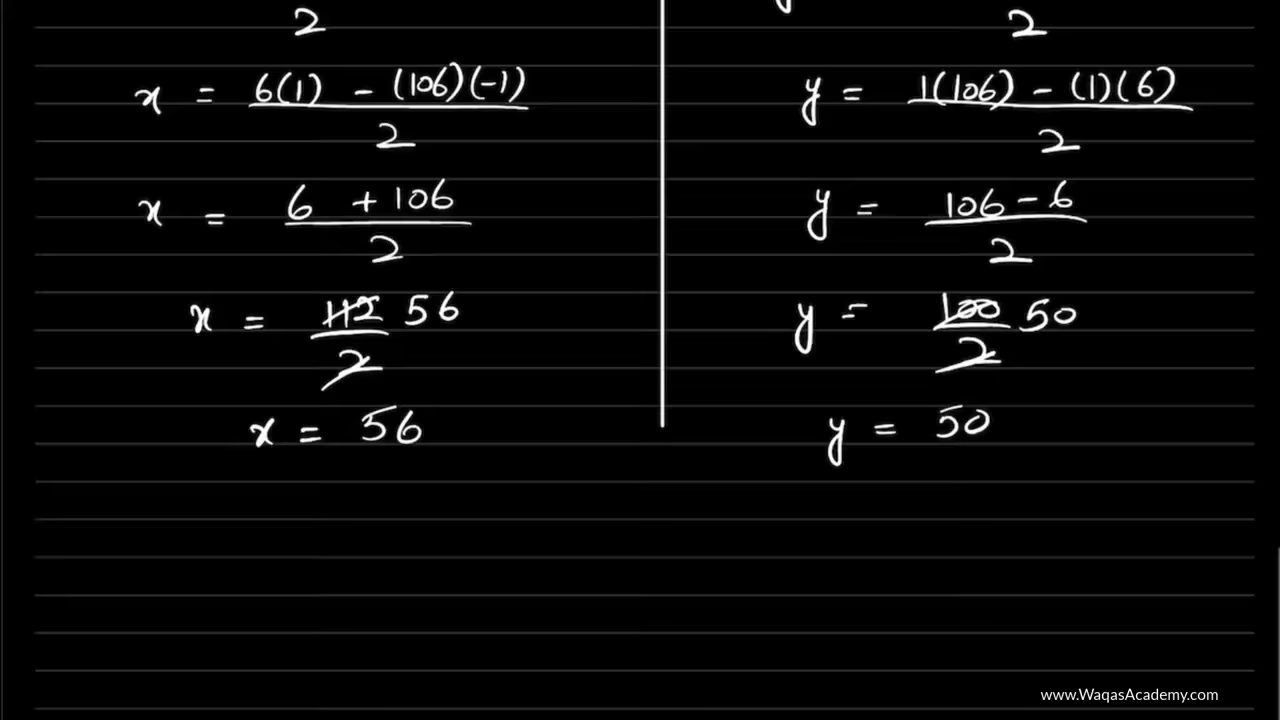 2
x = 6(1) - (106)(-1)
2
x = 6 + 106
2
x = 112 56
2
x = 56
2
y = 1(106) - (1)(6)
2
y = 106 - 6
2
y = 100 50
2
y = 50
www.WaqasAcademy.com